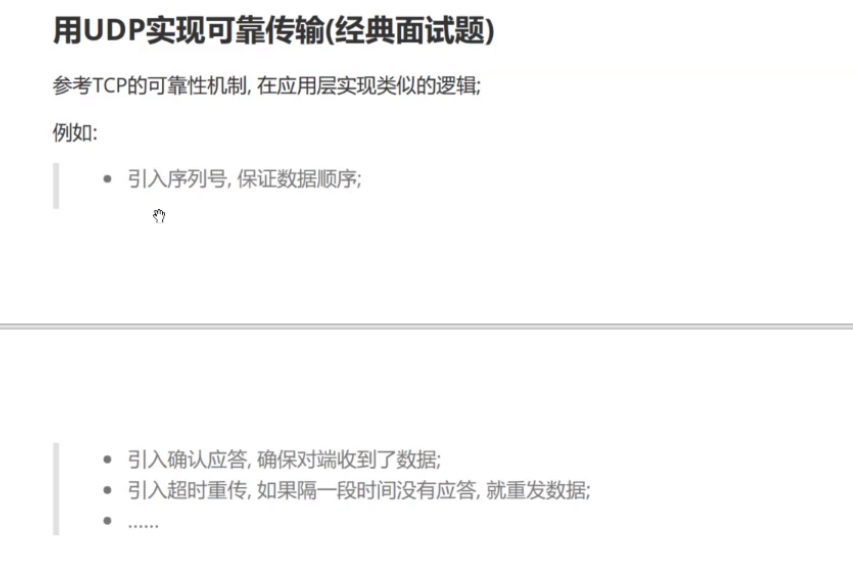 用UDP实现可靠传输(经典面试题)
参考TCP的可靠性机制, 在应用层实现类似的逻辑;
例如:
• 引入序列号, 保证数据顺序;
• 引入确认应答, 确保对端收到了数据;
• 引入超时重传, 如果隔一段时间没有应答, 就重发数据;
• ......